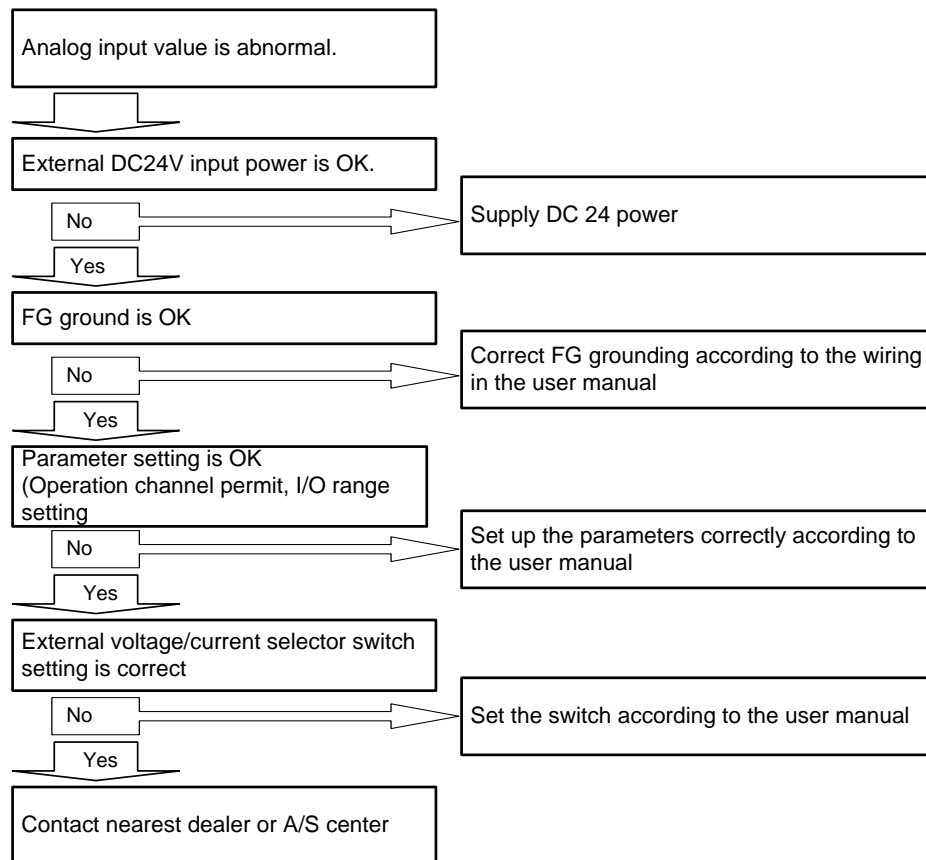 Analog input value is abnormal.
External DC24V input power is OK.
No
Supply DC 24 power
Yes
FG ground is OK
No
Correct FG grounding according to the wiring
in the user manual
Yes
Parameter setting is OK
(Operation channel permit, I/O range
setting
No
Set up the parameters correctly according to
the user manual
Yes
External voltage/current selector switch
setting is correct
No
Set the switch according to the user manual
Yes
Contact nearest dealer or A/S center